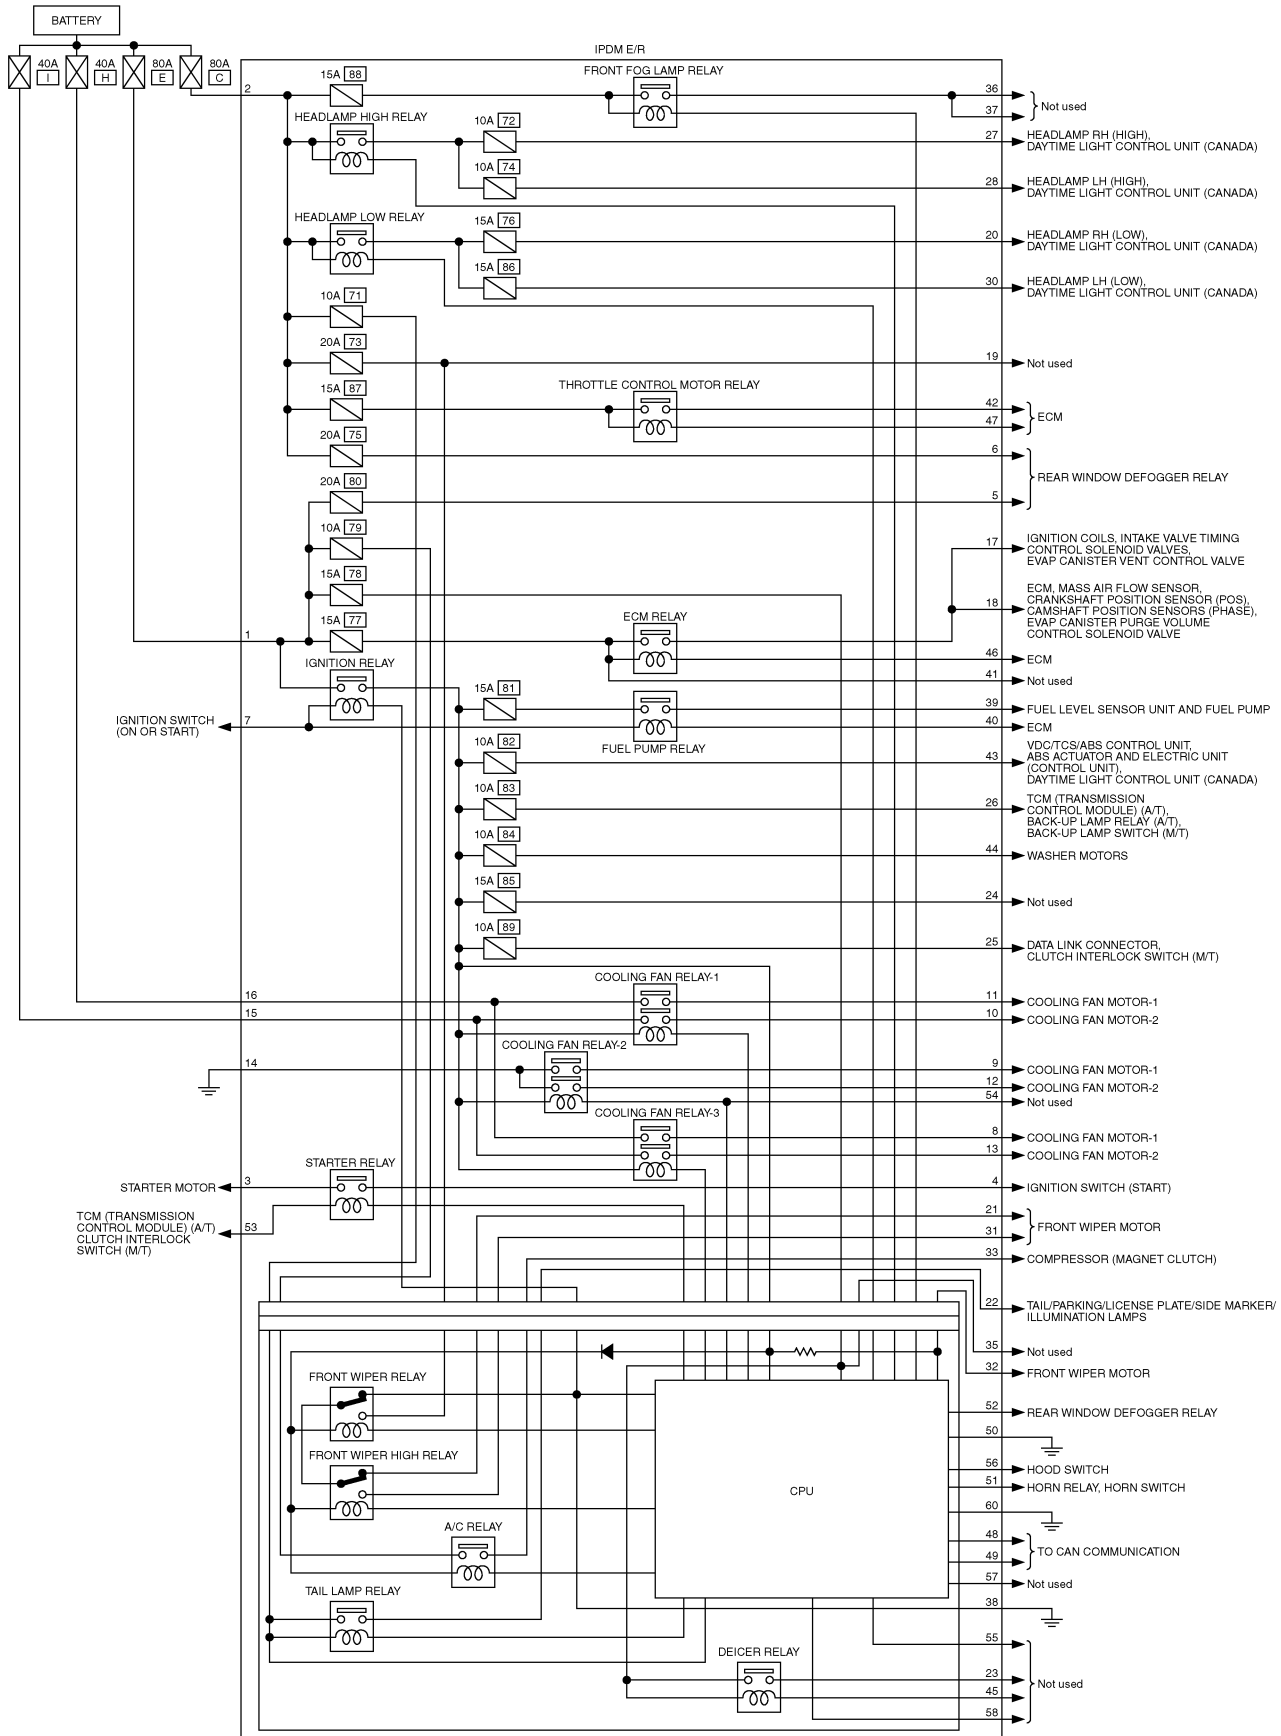 BATTERY
40A
I
40A
H
80A
E
80A
C
IPDM E/R
2
15A 88
FRONT FOG LAMP RELAY
36
37
Not used
HEADLAMP HIGH RELAY
10A 72
27
HEADLAMP RH (HIGH),
DAYTIME LIGHT CONTROL UNIT (CANADA)
10A 74
28
HEADLAMP LH (HIGH),
DAYTIME LIGHT CONTROL UNIT (CANADA)
HEADLAMP LOW RELAY
15A 76
20
HEADLAMP RH (LOW),
DAYTIME LIGHT CONTROL UNIT (CANADA)
15A 86
30
HEADLAMP LH (LOW),
DAYTIME LIGHT CONTROL UNIT (CANADA)
10A 71
20A 73
19
Not used
15A 87
THROTTLE CONTROL MOTOR RELAY
42
47
ECM
20A 75
6
REAR WINDOW DEFOGGER RELAY
20A 80
5
10A 79
17
IGNITION COILS, INTAKE VALVE TIMING
CONTROL SOLENOID VALVES,
EVAP CANISTER VENT CONTROL VALVE
15A 78
18
ECM, MASS AIR FLOW SENSOR,
CRANKSHAFT POSITION SENSOR (POS),
CAMSHAFT POSITION SENSORS (PHASE),
EVAP CANISTER PURGE VOLUME
CONTROL SOLENOID VALVE
1
15A 77
ECM RELAY
46
ECM
41
Not used
IGNITION RELAY
15A 81
39
FUEL LEVEL SENSOR UNIT AND FUEL PUMP
IGNITION SWITCH
(ON OR START)
7
40
ECM
FUEL PUMP RELAY
10A 82
43
VDC/TCS/ABS CONTROL UNIT,
ABS ACTUATOR AND ELECTRIC UNIT
(CONTROL UNIT),
DAYTIME LIGHT CONTROL UNIT (CANADA)
10A 83
26
TCM (TRANSMISSION
CONTROL MODULE) (A/T),
BACK-UP LAMP RELAY (A/T),
BACK-UP LAMP SWITCH (M/T)
10A 84
44
WASHER MOTORS
15A 85
24
Not used
10A 89
25
DATA LINK CONNECTOR,
CLUTCH INTERLOCK SWITCH (M/T)
COOLING FAN RELAY-1
16
11
COOLING FAN MOTOR-1
15
10
COOLING FAN MOTOR-2
COOLING FAN RELAY-2
14
9
COOLING FAN MOTOR-1
12
COOLING FAN MOTOR-2
54
Not used
COOLING FAN RELAY-3
8
COOLING FAN MOTOR-1
13
COOLING FAN MOTOR-2
STARTER RELAY
STARTER MOTOR
3
4
IGNITION SWITCH (START)
TCM (TRANSMISSION
CONTROL MODULE) (A/T)
CLUTCH INTERLOCK
SWITCH (M/T)
53
21
31
FRONT WIPER MOTOR
33
COMPRESSOR (MAGNET CLUTCH)
22
TAIL/PARKING/LICENSE PLATE/SIDE MARKER/
ILLUMINATION LAMPS
35
Not used
32
FRONT WIPER MOTOR
FRONT WIPER RELAY
52
REAR WINDOW DEFOGGER RELAY
50
FRONT WIPER HIGH RELAY
56
HOOD SWITCH
51
HORN RELAY, HORN SWITCH
CPU
60
A/C RELAY
48
49
TO CAN COMMUNICATION
57
Not used
TAIL LAMP RELAY
38
55
DEICER RELAY
23
45
58
Not used